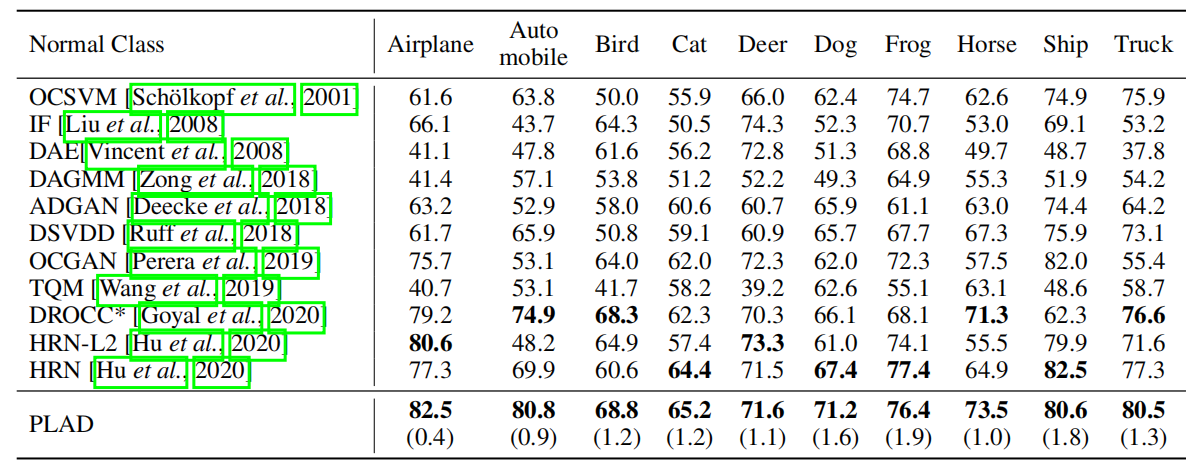 Normal Class Airplane Auto mobile Bird Cat Deer Dog Frog Horse Ship Truck
OCSVM [Schölkopf et al., 2001] 61.6 63.8 50.0 55.9 66.0 62.4 74.7 62.6 74.9 75.9
IF [Liu et al., 2008] 66.1 43.7 64.3 50.5 74.3 52.3 70.7 53.0 69.1 53.2
DAE[Vincent et al., 2008] 41.1 47.8 61.6 56.2 72.8 51.3 68.8 49.7 48.7 37.8
DAGMM [Zong et al., 2018] 41.4 57.1 53.8 51.2 52.2 49.3 64.9 55.3 51.9 54.2
ADGAN [Deecke et al., 2018] 63.2 52.9 58.0 60.6 60.7 65.9 61.1 63.0 74.4 64.2
DSVDD [Ruff et al., 2018] 61.7 65.9 50.8 59.1 60.9 65.7 67.7 67.3 75.9 73.1
OCGAN [Perera et al., 2019] 75.7 53.1 64.0 62.0 72.3 62.0 72.3 57.5 82.0 55.4
TQM [Wang et al., 2019] 40.7 53.1 41.7 58.2 39.2 62.6 55.1 63.1 48.6 58.7
DROCC* [Goyal et al., 2020] 79.2 74.9 68.3 62.3 70.3 66.1 68.1 71.3 62.3 76.6
HRN-L2 [Hu et al., 2020] 80.6 48.2 64.9 57.4 73.3 61.0 74.1 55.5 79.9 71.6
HRN [Hu et al., 2020] 77.3 69.9 60.6 64.4 71.5 67.4 77.4 64.9 82.5 77.3
PLAD 82.5 80.8 68.8 65.2 71.6 71.2 76.4 73.5 80.6 80.5
(0.4) (0.9) (1.2) (1.2) (1.1) (1.6) (1.9) (1.0) (1.8) (1.3)